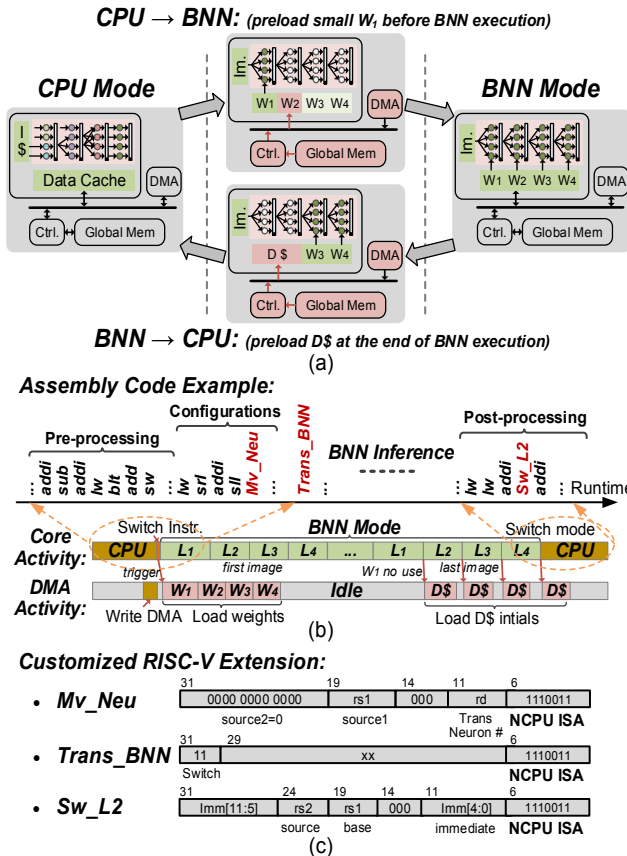 CPU → BNN: (preload small W1 before BNN execution)
CPU Mode
BNN Mode
Im.
W1 W2 W3 W4
DMA
Ctrl.
Global Mem
I
$
Data Cache
DMA
Ctrl.
Global Mem
Im.
W1 W2 W3 W4
DMA
Ctrl.
Global Mem
Im.
D $
W3 W4
DMA
Ctrl.
Global Mem
BNN → CPU: (preload D$ at the end of BNN execution)
(a)
Assembly Code Example:
Pre-processing
Configurations
Post-processing
... addi sub addi lw blt add sw ... lw srl addi sll Mv_Neu ... Trans_BNN ... BNN Inference ... lw lw addi Sw_L2 addi ... Runtime
Switch Instr.
BNN Mode
Switch mode
Core Activity:
CPU L1 L2 L3 L4 ... L1 L2 L3 L4 CPU
trigger
first image
W1 no use
last image
DMA Activity:
W1 W2 W3 W4 Idle D$ D$ D$ D$
Write DMA
Load weights
Load D$ intials
(b)
Customized RISC-V Extension:
31 19 14 11 6
• Mv_Neu
0000 0000 0000 rs1 000 rd 1110011
source2=0 source1 Trans Neuron # NCPU ISA
31 29 6
• Trans_BNN
11 xx 1110011
Switch NCPU ISA
31 24 19 14 11 6
• Sw_L2
Imm[11:5] rs2 rs1 000 Imm[4:0] 1110011
source base immediate NCPU ISA
(c)